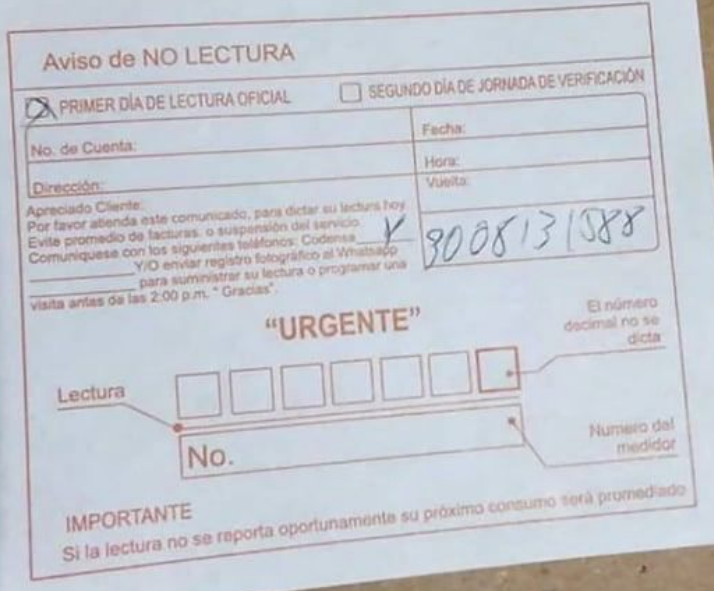 Aviso de NO LECTURA
X PRIMER DÍA DE LECTURA OFICIAL
SEGUNDO DÍA DE JORNADA DE VERIFICACIÓN
No. de Cuenta:
Fecha:
Hora:
Dirección:
Vuelta:
Apreciado Cliente:
Por favor atienda este comunicado, para dictar su lectura hoy
Evite promedio de facturas, o suspensión del servicio
Comuniquese con los siguientes teléfonos: Codensa
Y/O enviar registro fotográfico al Whatsapp
para suministrar su lectura o programar una
visita antes de las 2:00 p.m. " Gracias".
3008131588
"URGENTE"
El número
decimal no se
dicta
Lectura
No.
Numero del
medidor
IMPORTANTE
Si la lectura no se reporta oportunamente su próximo consumo será promediado